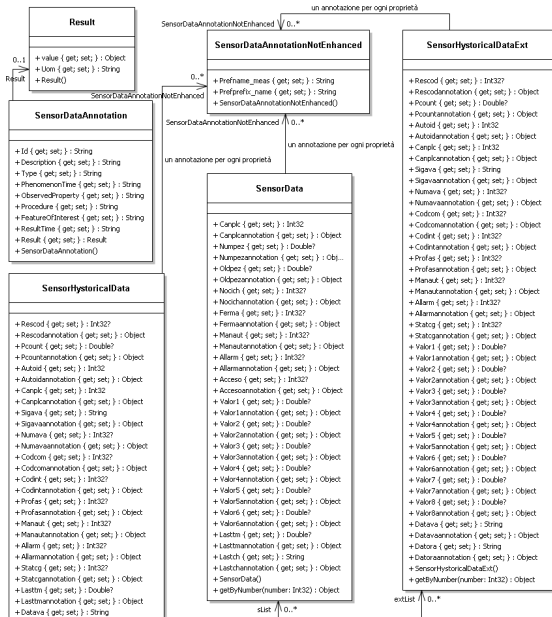 un annotazione per ogni proprietà
Result
+ value { get; set; } : Object
+ Uom { get; set; } : String
+ Result()
0..1
Result
SensorDataAnnotationNotEnhanced
0..*
SensorDataAnnotationNotEnhanced
+ Prefname_meas { get; set; } : String
+ Prefprefix_name { get; set; } : String
+ SensorDataAnnotationNotEnhanced()
0..*
SensorDataAnnotationNotEnhanced
SensorDataAnnotationNotEnhanced
0..*
un annotazione per ogni proprietà
un annotazione per ogni proprietà
SensorDataAnnotation
+ Id { get; set; } : String
+ Description { get; set; } : String
+ Type { get; set; } : String
+ PhenomenonTime { get; set; } : String
+ ObservedProperty { get; set; } : String
+ Procedure { get; set; } : String
+ FeatureOfInterest { get; set; } : String
+ ResultTime { get; set; } : String
+ Result { get; set; } : Result
+ SensorDataAnnotation()
SensorHystoricalData
+ Rescod { get; set; } : Int32?
+ Rescodannotation { get; set; } : Object
+ Pcount { get; set; } : Double?
+ Pcountannotation { get; set; } : Object
+ Autoid { get; set; } : Int32
+ Autoidannotation { get; set; } : Object
+ Canplc { get; set; } : Int32
+ Canplcannotation { get; set; } : Object
+ Sigava { get; set; } : String
+ Sigavaannotation { get; set; } : Object
+ Numava { get; set; } : Int32?
+ Numavaannotation { get; set; } : Object
+ Codcom { get; set; } : Int32?
+ Codcomannotation { get; set; } : Object
+ Codint { get; set; } : Int32?
+ Codintannotation { get; set; } : Object
+ Profas { get; set; } : Int32?
+ Profasannotation { get; set; } : Object
+ Manaut { get; set; } : Int32?
+ Manautannotation { get; set; } : Object
+ Allarm { get; set; } : Int32?
+ Allarmannotation { get; set; } : Object
+ Statcg { get; set; } : Int32?
+ Statcgannotation { get; set; } : Object
+ Lasttm { get; set; } : Double?
+ Lasttmannotation { get; set; } : Object
+ Datava { get; set; } : String
SensorData
+ Canplc { get; set; } : Int32
+ Canplcannotation { get; set; } : Object
+ Numpez { get; set; } : Double?
+ Numpezannotation { get; set; } : Obj...
+ Oldpez { get; set; } : Double?
+ Oldpezannotation { get; set; } : Object
+ Nocich { get; set; } : Int32?
+ Nocichannotation { get; set; } : Object
+ Ferma { get; set; } : Int32?
+ Fermaannotation { get; set; } : Object
+ Manaut { get; set; } : Int32?
+ Manautannotation { get; set; } : Object
+ Allarm { get; set; } : Int32?
+ Allarmannotation { get; set; } : Object
+ Acceso { get; set; } : Int32?
+ Accesoannotation { get; set; } : Object
+ Valor1 { get; set; } : Double?
+ Valor1annotation { get; set; } : Object
+ Valor2 { get; set; } : Double?
+ Valor2annotation { get; set; } : Object
+ Valor3 { get; set; } : Double?
+ Valor3annotation { get; set; } : Object
+ Valor4 { get; set; } : Double?
+ Valor4annotation { get; set; } : Object
+ Valor5 { get; set; } : Double?
+ Valor5annotation { get; set; } : Object
+ Valor6 { get; set; } : Double?
+ Valor6annotation { get; set; } : Object
+ Lasttm { get; set; } : Double?
+ Lasttmannotation { get; set; } : Object
+ Lastch { get; set; } : String
+ Lastchannotation { get; set; } : Object
+ SensorData()
+ getByNumber(number: Int32) : Object
sList
0..*
SensorHystoricalDataExt
+ Rescod { get; set; } : Int32?
+ Rescodannotation { get; set; } : Object
+ Pcount { get; set; } : Double?
+ Pcountannotation { get; set; } : Object
+ Autoid { get; set; } : Int32
+ Autoidannotation { get; set; } : Object
+ Canplc { get; set; } : Int32
+ Canplcannotation { get; set; } : Object
+ Sigava { get; set; } : String
+ Sigavaannotation { get; set; } : Object
+ Numava { get; set; } : Int32?
+ Numavaannotation { get; set; } : Object
+ Codcom { get; set; } : Int32?
+ Codcomannotation { get; set; } : Object
+ Codint { get; set; } : Int32?
+ Codintannotation { get; set; } : Object
+ Profas { get; set; } : Int32?
+ Profasannotation { get; set; } : Object
+ Manaut { get; set; } : Int32?
+ Manautannotation { get; set; } : Object
+ Allarm { get; set; } : Int32?
+ Allarmannotation { get; set; } : Object
+ Statcg { get; set; } : Int32?
+ Statcgannotation { get; set; } : Object
+ Valor1 { get; set; } : Double?
+ Valor1annotation { get; set; } : Object
+ Valor2 { get; set; } : Double?
+ Valor2annotation { get; set; } : Object
+ Valor3 { get; set; } : Double?
+ Valor3annotation { get; set; } : Object
+ Valor4 { get; set; } : Double?
+ Valor4annotation { get; set; } : Object
+ Valor5 { get; set; } : Double?
+ Valor5annotation { get; set; } : Object
+ Valor6 { get; set; } : Double?
+ Valor6annotation { get; set; } : Object
+ Valor7 { get; set; } : Double?
+ Valor7annotation { get; set; } : Object
+ Valor8 { get; set; } : Double?
+ Valor8annotation { get; set; } : Object
+ Datava { get; set; } : String
+ Datavaannotation { get; set; } : Object
+ Datora { get; set; } : String
+ Datoraannotation { get; set; } : Object
+ SensorHystoricalDataExt()
+ getByNumber(number: Int32) : Object
extList
0..*